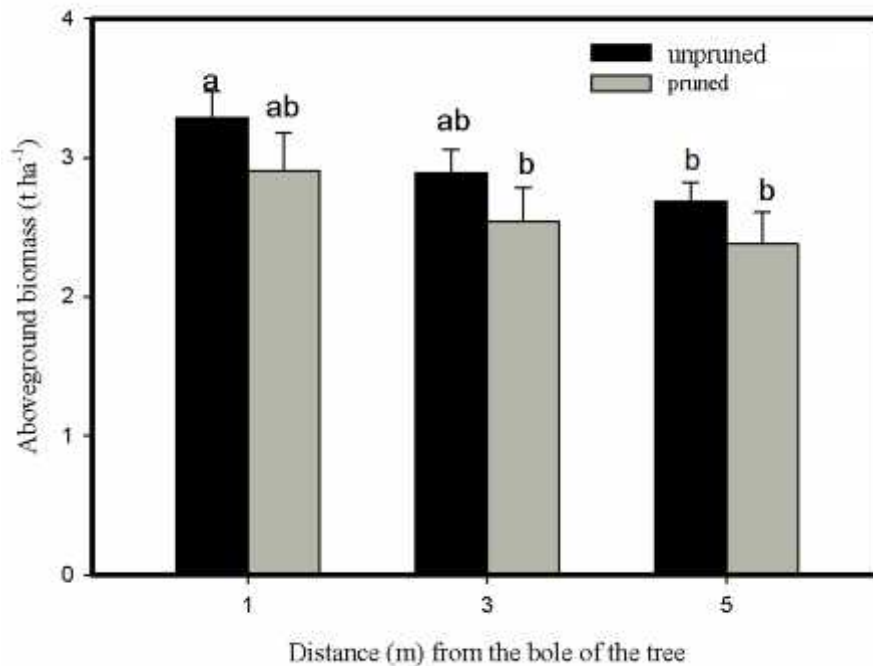 4
unpruned
pruned
a
ab
ab
3
b
b
b
2
1
0
1 3 5
Aboveground biomass (t ha⁻¹)
Distance (m) from the bole of the tree